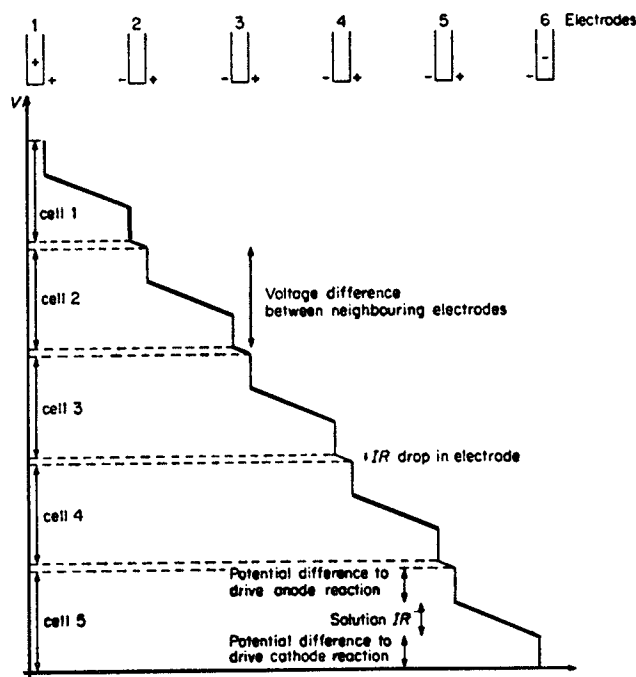 1 2 3 4 5 6 Electrodes
+ + - + - + - + - + - -
V
cell 1
cell 2
Voltage difference
between neighbouring electrodes
cell 3
IR drop in electrode
cell 4
Potential difference to
drive anode reaction
Solution IR
cell 5
Potential difference to
drive cathode reaction